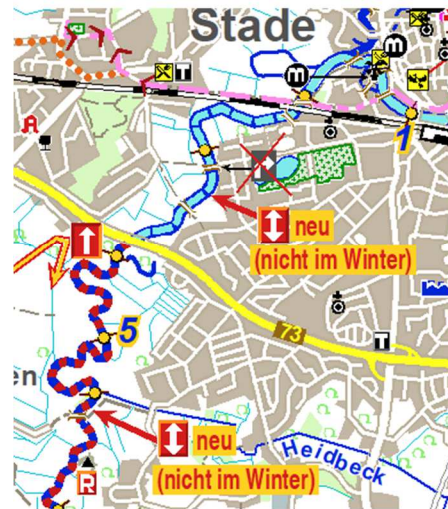 Stade
m
T
m
A
1
neu
(nicht im Winter)
5
73
T
en
neu
(nicht im Winter)
Heidbeck
R